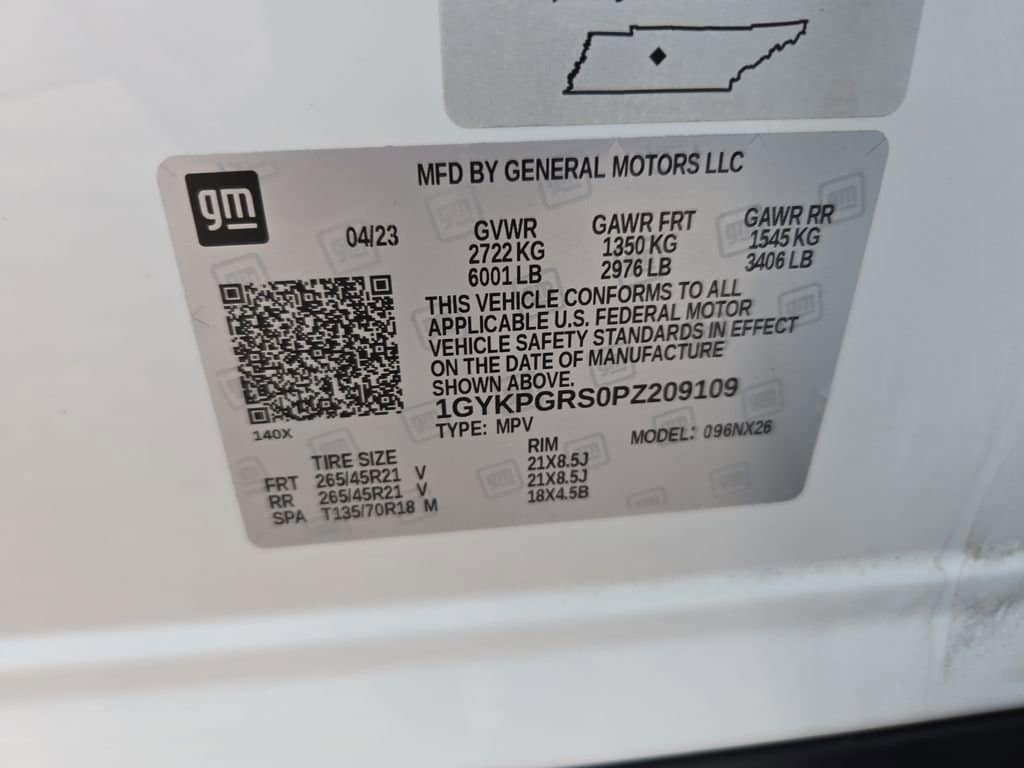 MFD BY GENERAL MOTORS LLC
gm
04/23
GVWR GAWR FRT GAWR RR
2722 KG 1350 KG 1545 KG
6001 LB 2976 LB 3406 LB
THIS VEHICLE CONFORMS TO ALL
APPLICABLE U.S. FEDERAL MOTOR
VEHICLE SAFETY STANDARDS IN EFFECT
ON THE DATE OF MANUFACTURE
SHOWN ABOVE.
1GYKPGRS0PZ209109
140X
TYPE: MPV MODEL: 096NX26
TIRE SIZE RIM
FRT 265/45R21 V 21X8.5J
RR 265/45R21 V 21X8.5J
SPA T135/70R18 M 18X4.5B